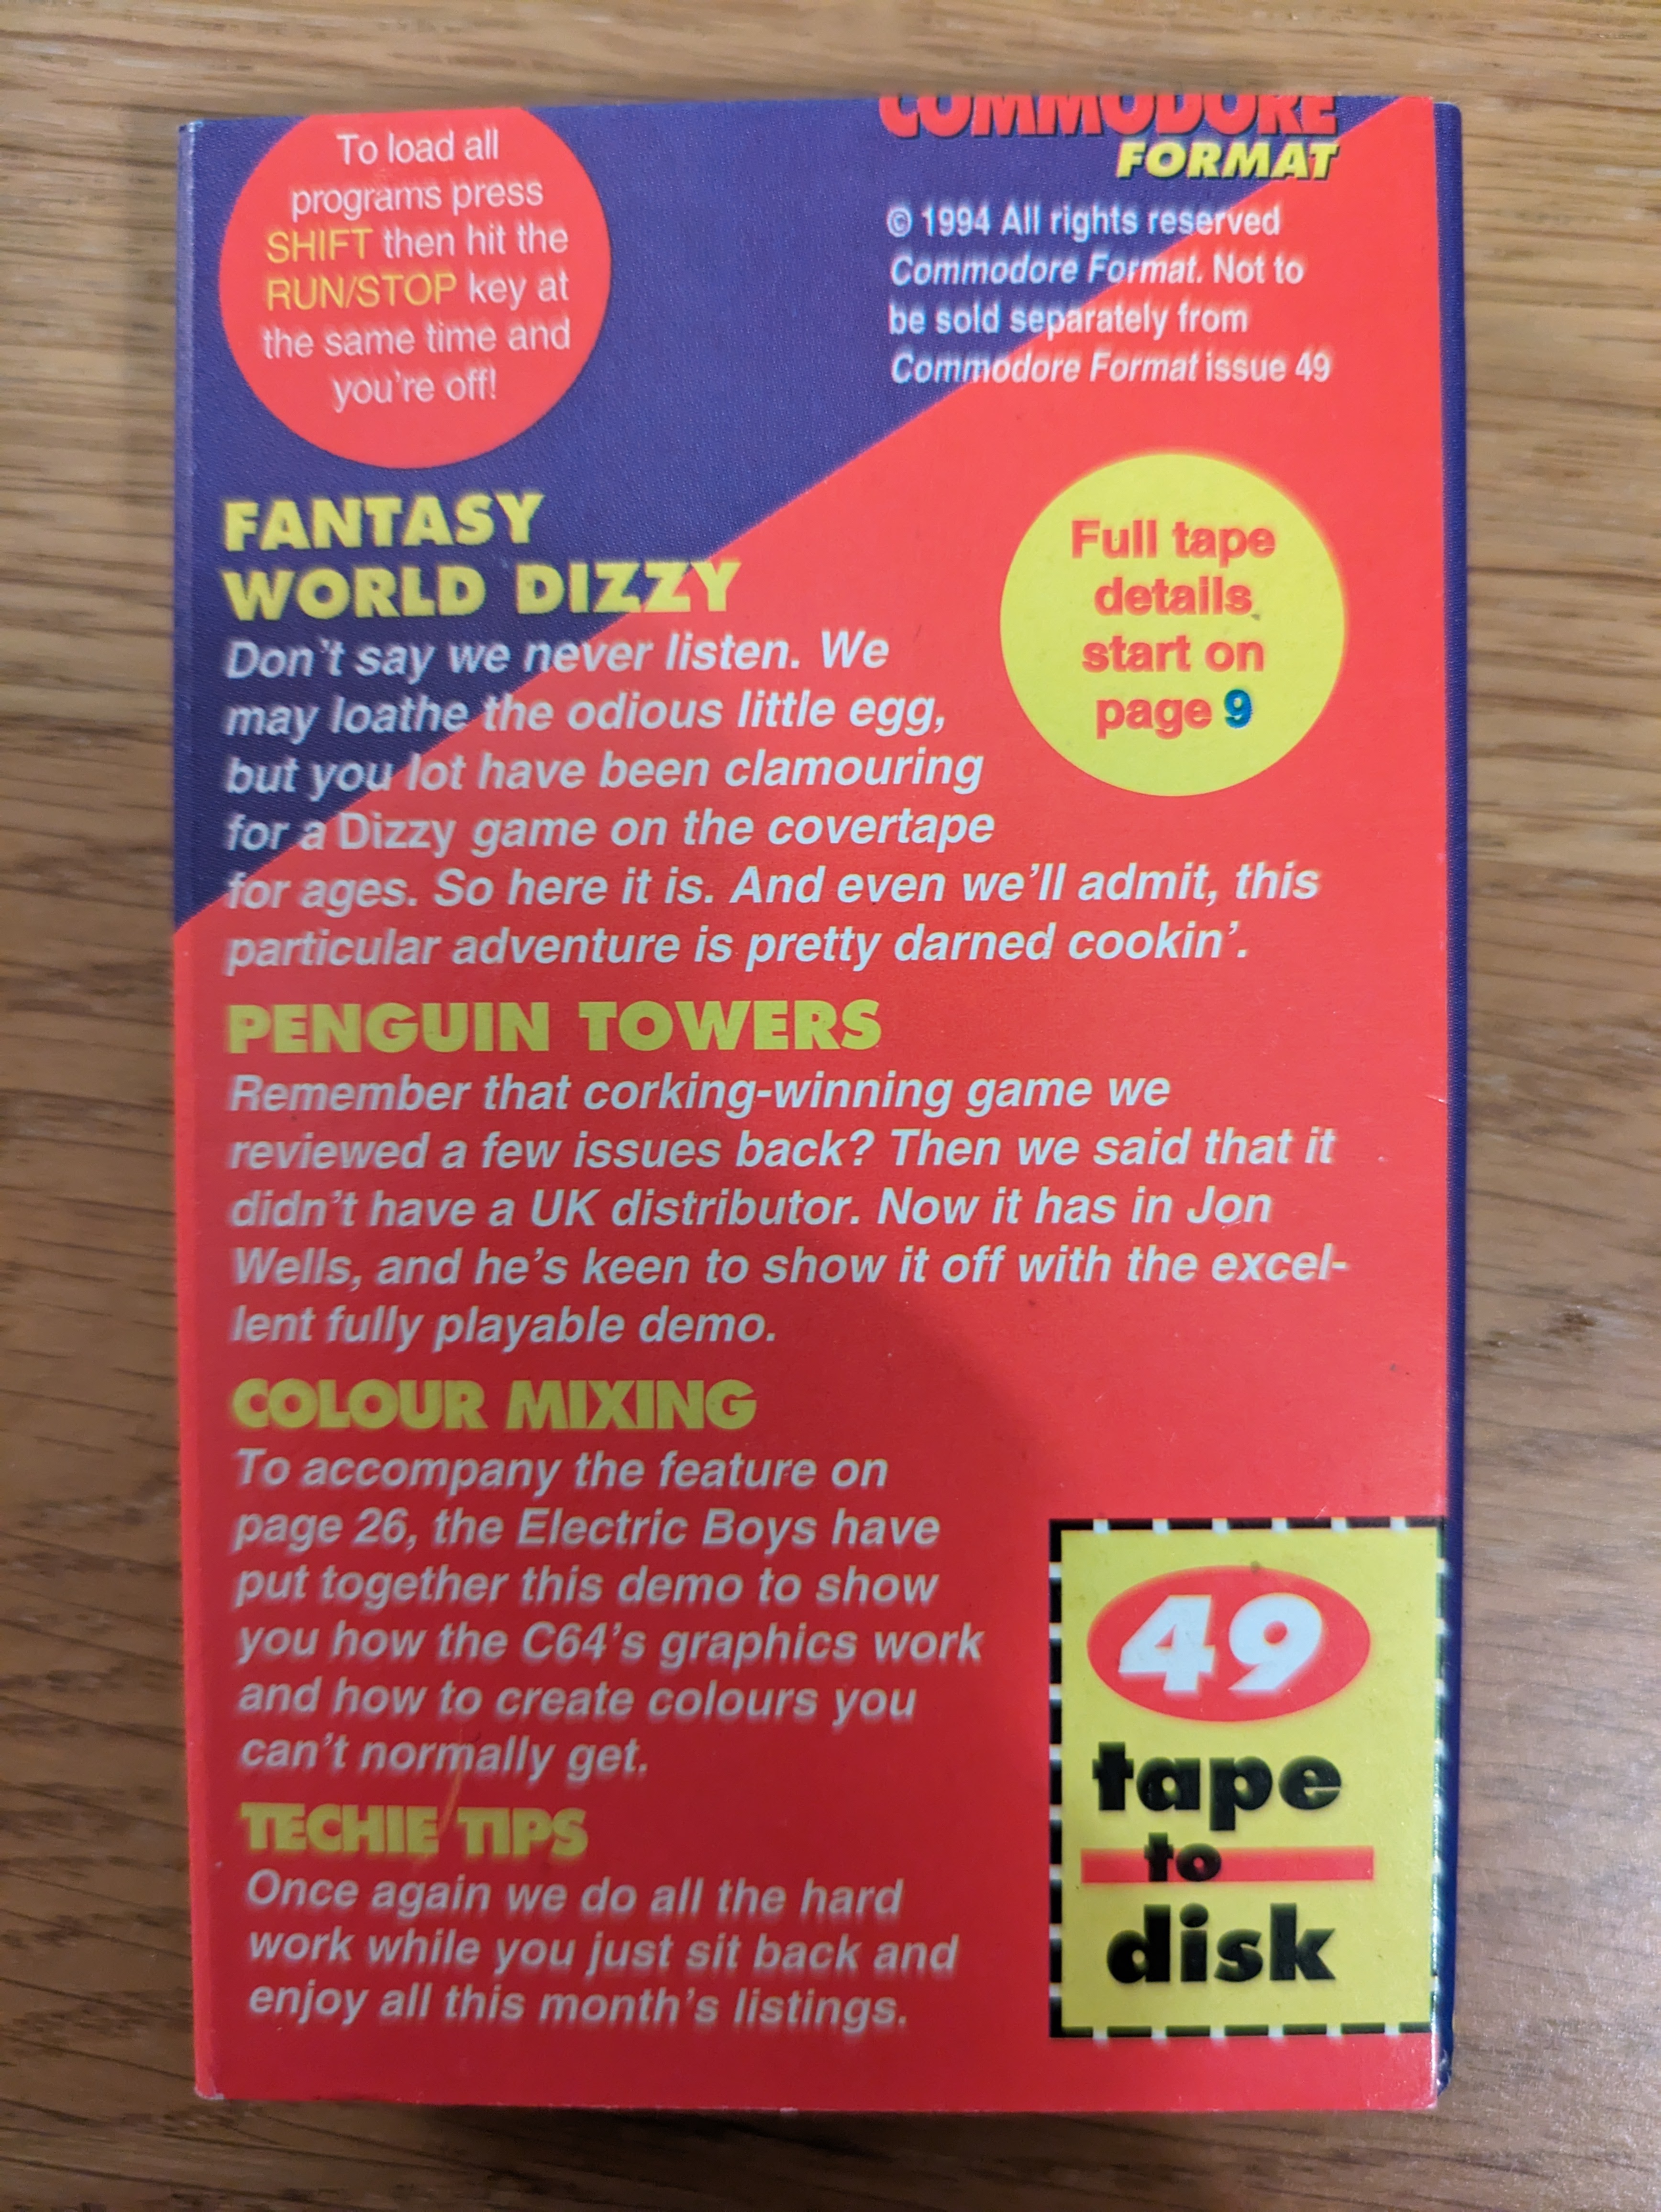 To load all
programs press
SHIFT then hit the
RUN/STOP key at
the same time and
you're off!
COMMODORE
FORMAT
© 1994 All rights reserved
Commodore Format. Not to
be sold separately from
Commodore Format issue 49
FANTASY
WORLD DIZZY
Don't say we never listen. We
may loathe the odious little egg,
but you lot have been clamouring
for a Dizzy game on the covertape
for ages. So here it is. And even we'll admit, this
particular adventure is pretty darned cookin'.
Full tape
details
start on
page 9
PENGUIN TOWERS
Remember that corking-winning game we
reviewed a few issues back? Then we said that it
didn't have a UK distributor. Now it has in Jon
Wells, and he's keen to show it off with the excel-
lent fully playable demo.
COLOUR MIXING
To accompany the feature on
page 26, the Electric Boys have
put together this demo to show
you how the C64's graphics work
and how to create colours you
can't normally get.
TECHIE TIPS
Once again we do all the hard
work while you just sit back and
enjoy all this month's listings.
49
tape
to
disk